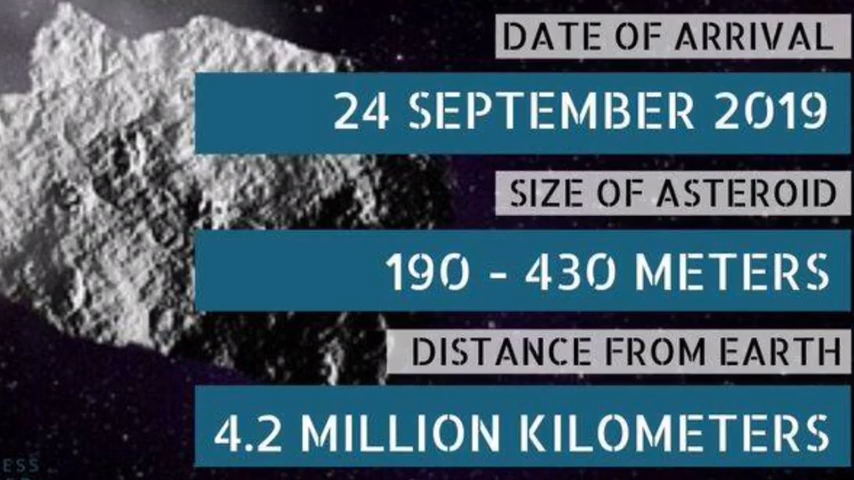 DATE OF ARRIVAL
24 SEPTEMBER 2019
SIZE OF ASTEROID
190 - 430 METERS
DISTANCE FROM EARTH
4.2 MILLION KILOMETERS
ESS